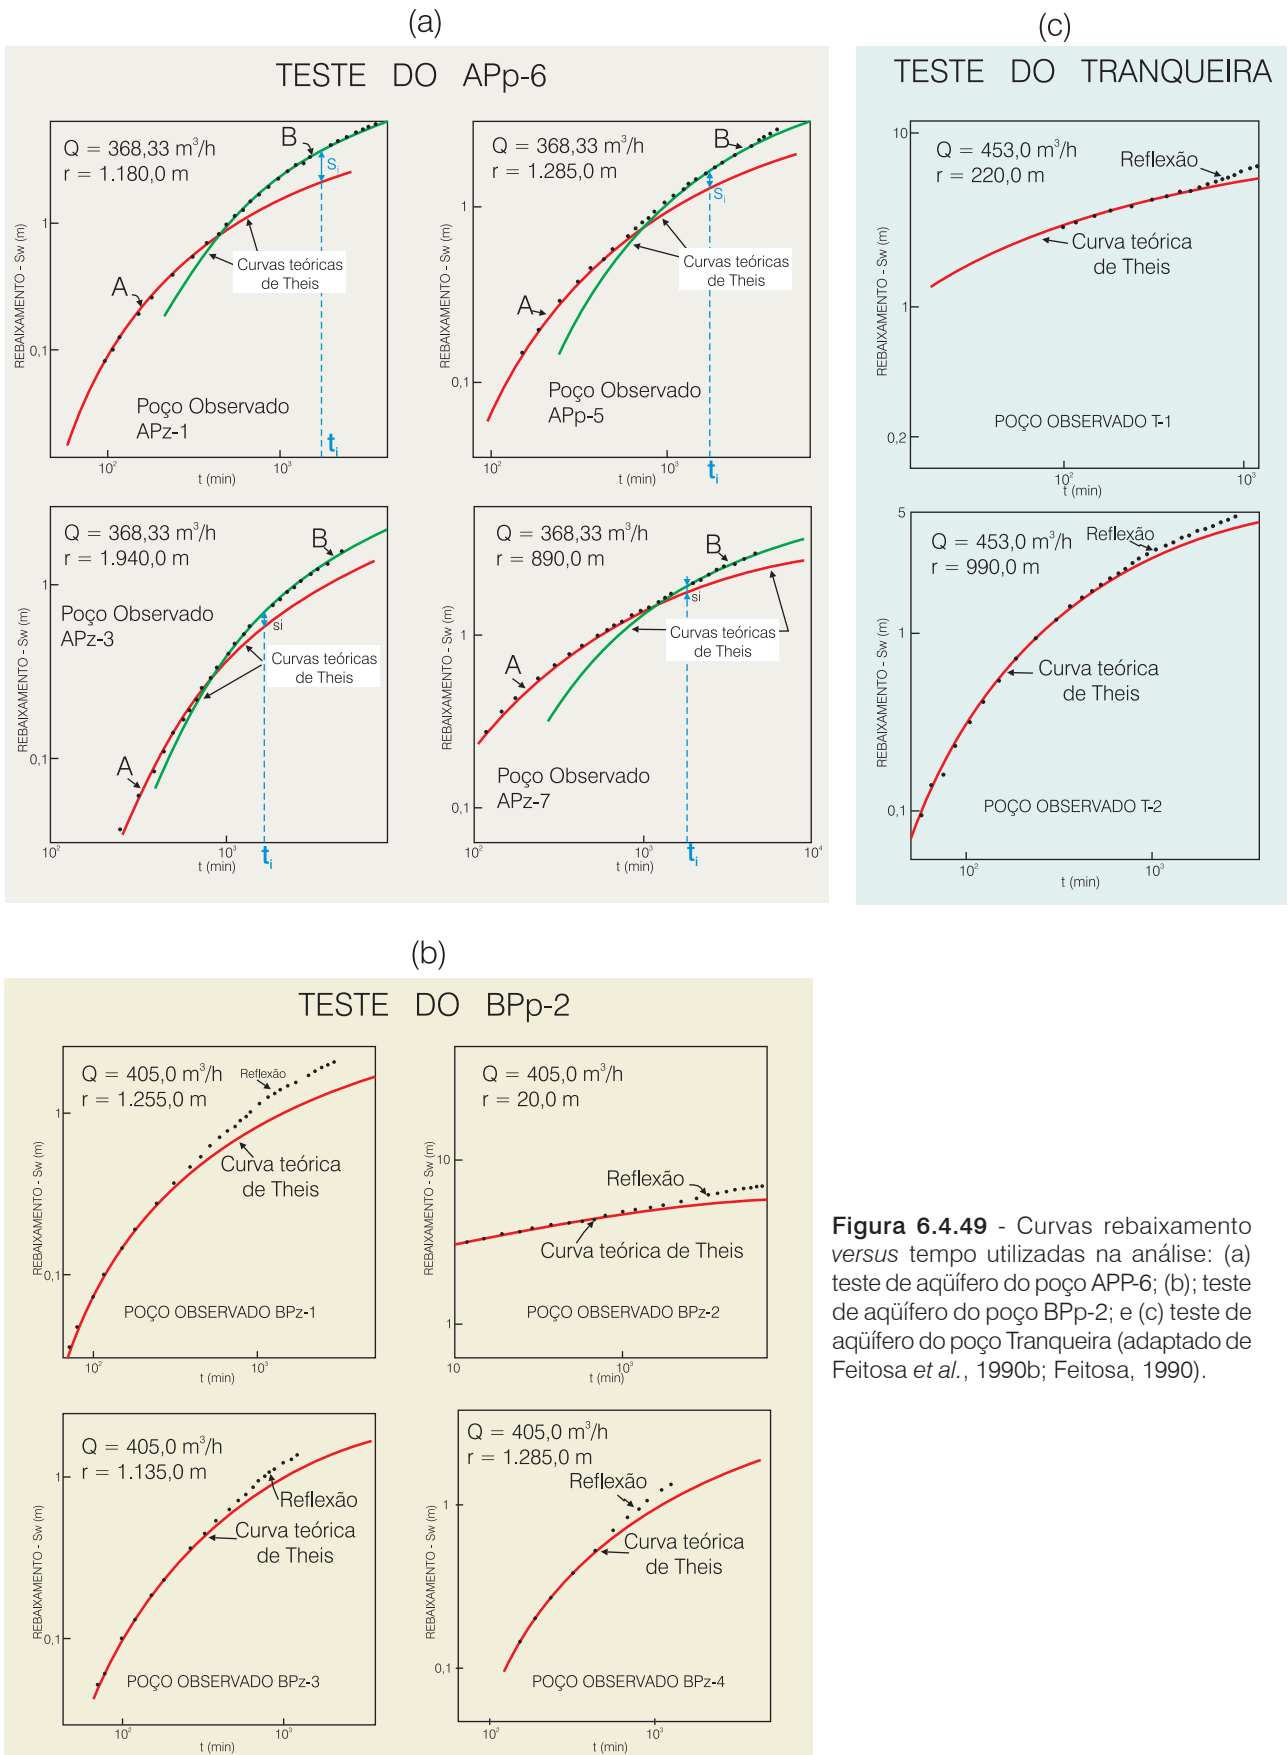 (a)
TESTE DO APp-6
Q = 368,33 m³/h
r = 1.180,0 m
B
Si
1
Curvas teóricas
de Theis
A
0,1
Poço Observado
APz-1
ti
REBAIXAMENTO - Sw (m)
10² 10³
t (min)
Q = 368,33 m³/h
r = 1.285,0 m
B
Si
1
Curvas teóricas
de Theis
A
0,1
Poço Observado
APp-5
ti
REBAIXAMENTO - Sw (m)
10² 10³
t (min)
Q = 368,33 m³/h
r = 1.940,0 m
B
1
Poço Observado
APz-3
si
Curvas teóricas
de Theis
A
0,1
ti
REBAIXAMENTO - Sw (m)
10² 10³
t (min)
Q = 368,33 m³/h
r = 890,0 m
B
si
1
Curvas teóricas
de Theis
A
Poço Observado
APz-7
0,1
ti
REBAIXAMENTO - Sw (m)
10² 10³ 10⁴
t (min)
(c)
TESTE DO TRANQUEIRA
10
Q = 453,0 m³/h
r = 220,0 m
Reflexão
Curva teórica
de Theis
1
POÇO OBSERVADO T-1
0,2
REBAIXAMENTO - Sw (m)
10² 10³
t (min)
5
Q = 453,0 m³/h
r = 990,0 m
Reflexão
1
Curva teórica
de Theis
POÇO OBSERVADO T-2
0,1
REBAIXAMENTO - Sw (m)
10² 10³
t (min)
(b)
TESTE DO BPp-2
Q = 405,0 m³/h
r = 1.255,0 m
Reflexão
1
Curva teórica
de Theis
0,1
POÇO OBSERVADO BPz-1
REBAIXAMENTO - Sw (m)
10² 10³
t (min)
Q = 405,0 m³/h
r = 20,0 m
10
Reflexão
Curva teórica de Theis
POÇO OBSERVADO BPz-2
1
REBAIXAMENTO - Sw (m)
10 10³
t (min)
Q = 405,0 m³/h
r = 1.135,0 m
1
Reflexão
Curva teórica
de Theis
0,1
POÇO OBSERVADO BPz-3
REBAIXAMENTO - Sw (m)
10² 10³
t (min)
Q = 405,0 m³/h
r = 1.285,0 m
Reflexão
1
Curva teórica
de Theis
0,1
POÇO OBSERVADO BPz-4
REBAIXAMENTO - Sw (m)
10² 10³
t (min)
Figura 6.4.49 - Curvas rebaixamento
versus tempo utilizadas na análise: (a)
teste de aqüífero do poço APP-6; (b); teste
de aqüífero do poço BPp-2; e (c) teste de
aqüífero do poço Tranqueira (adaptado de
Feitosa et al., 1990b; Feitosa, 1990).